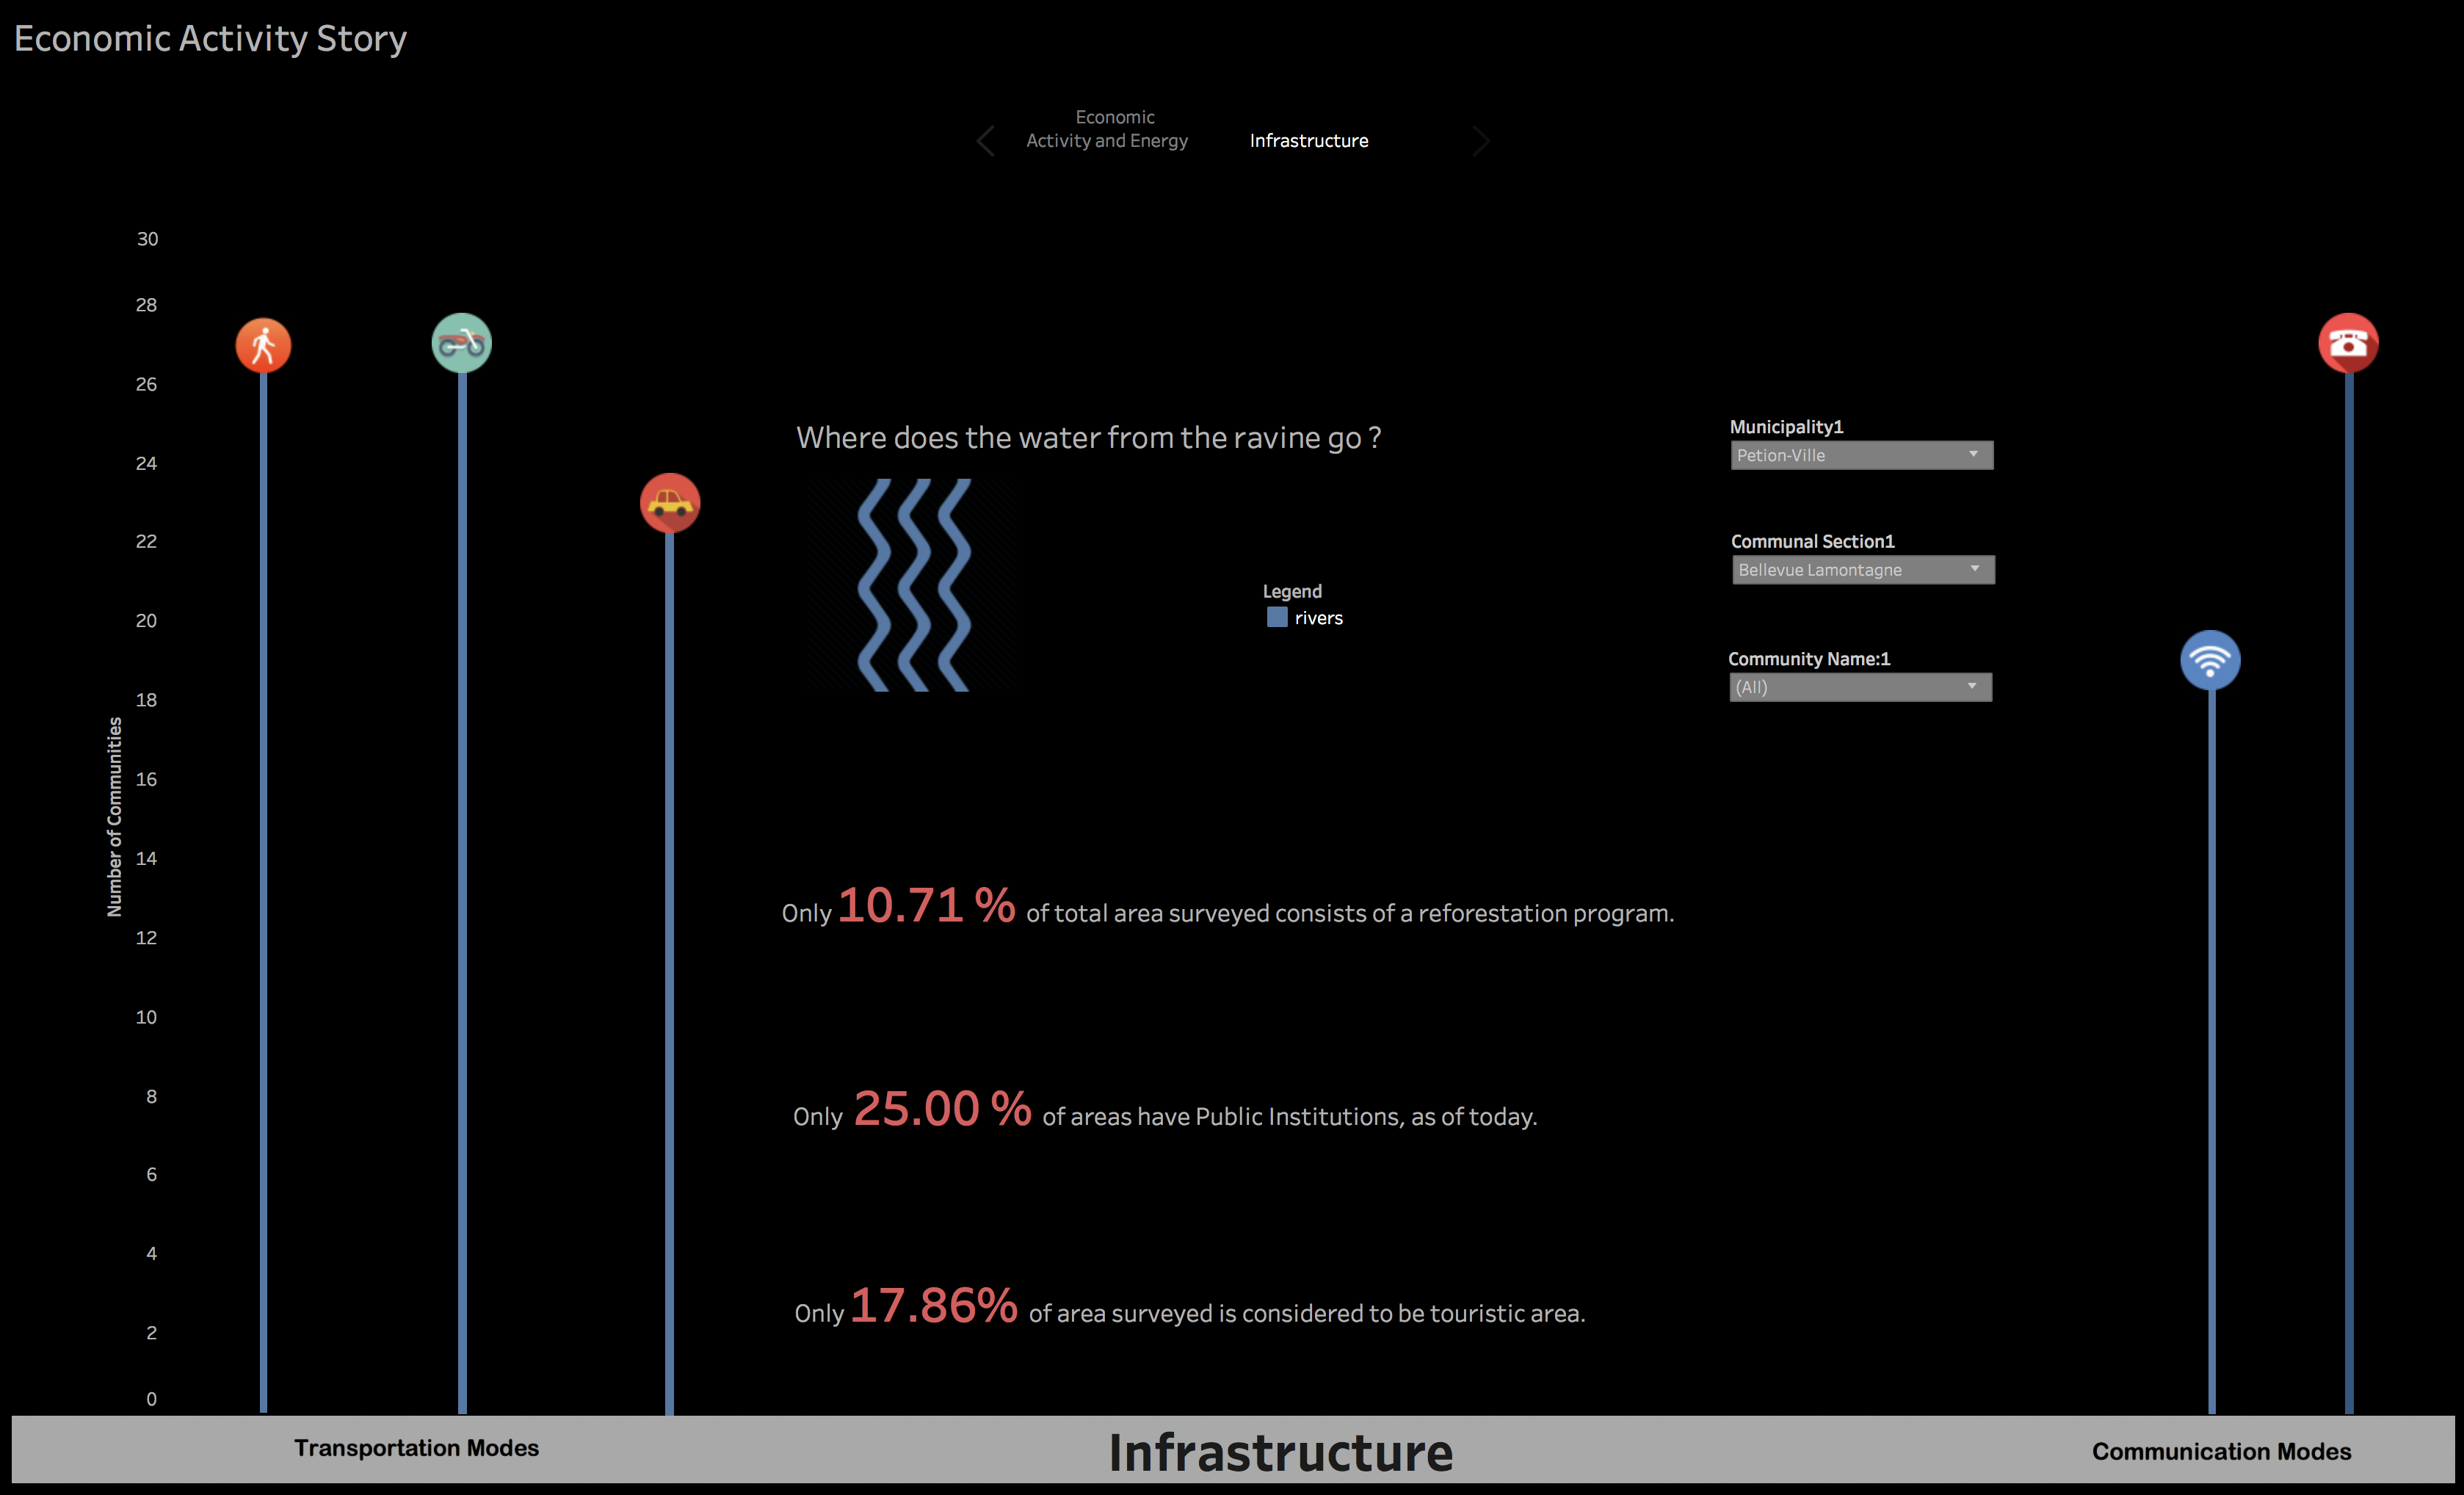 Economic Activity Story
Economic
Activity and Energy
Infrastructure
30
28
26
24
22
20
18
16
14
12
10
8
6
4
2
0
Number of Communities
Where does the water from the ravine go ?
Legend
rivers
Municipality1
Petion-Ville
Communal Section1
Bellevue Lamontagne
Community Name:1
(All)
Only 10.71 % of total area surveyed consists of a reforestation program.
Only 25.00 % of areas have Public Institutions, as of today.
Only 17.86% of area surveyed is considered to be touristic area.
Transportation Modes
Infrastructure
Communication Modes